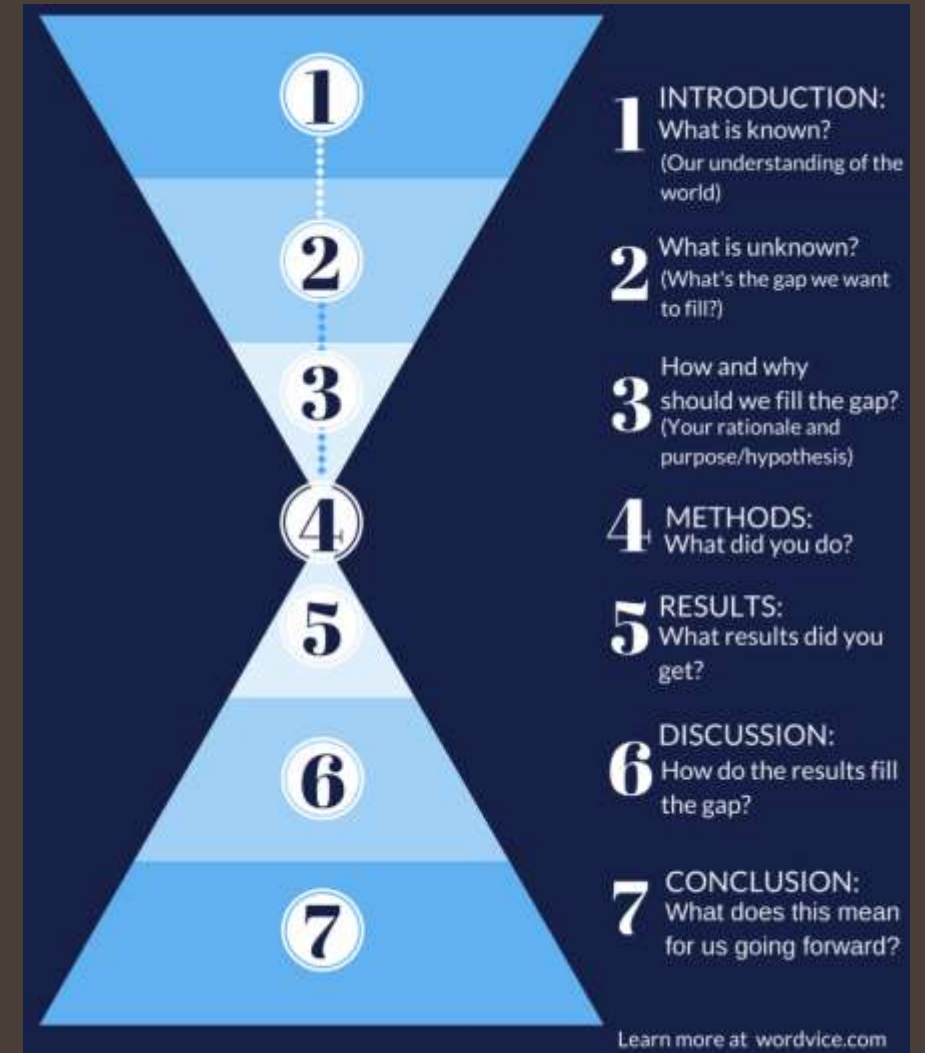 1
2
3
4
5
6
7
1 INTRODUCTION:
What is known?
(Our understanding of the
world)
2 What is unknown?
(What's the gap we want
to fill?)
3 How and why
should we fill the gap?
(Your rationale and
purpose/hypothesis)
4 METHODS:
What did you do?
5 RESULTS:
What results did you
get?
6 DISCUSSION:
How do the results fill
the gap?
7 CONCLUSION:
What does this mean
for us going forward?
Learn more at wordvice.com